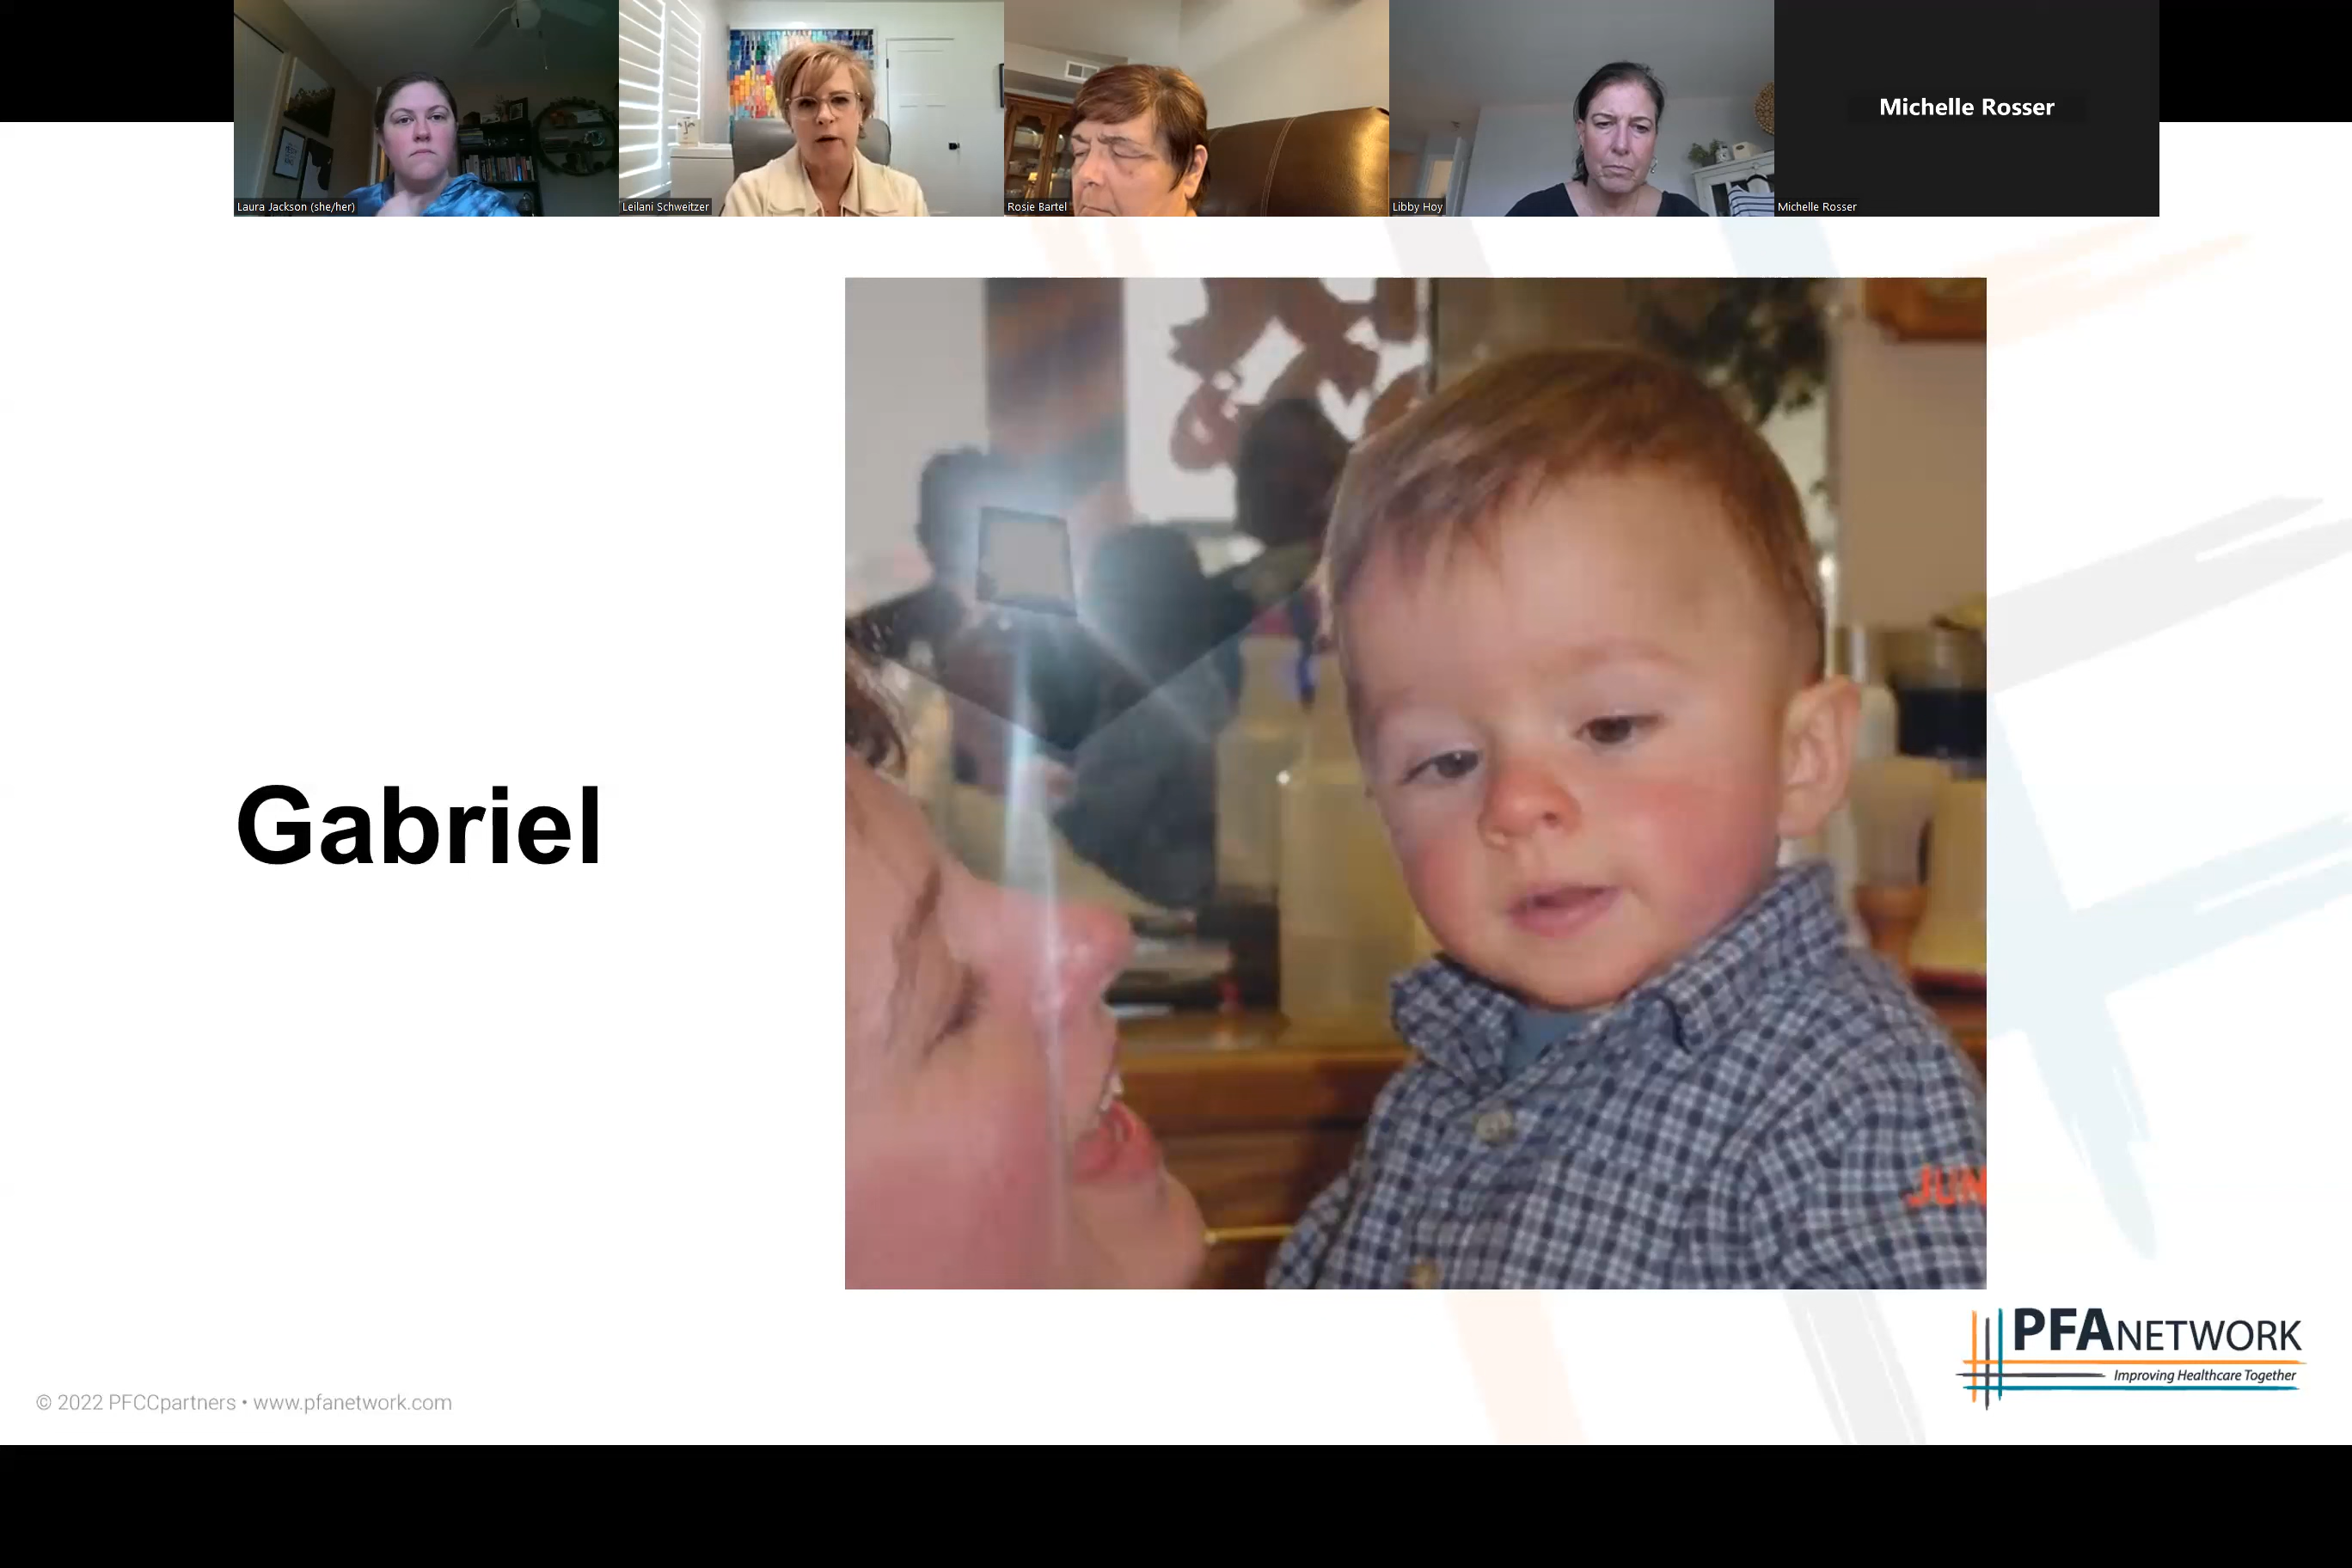 Michelle Rosser
Laura Jackson (she/her)
Leilani Schweitzer
Rosie Bartel
Libby Hoy
Michelle Rosser
Gabriel
JUN
PFANETWORK
Improving Healthcare Together
© 2022 PFCCpartners • www.pfanetwork.com